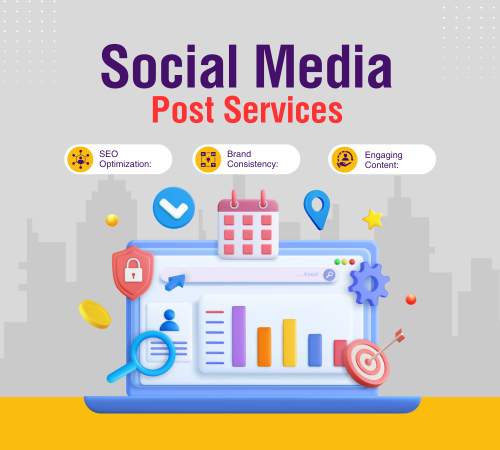 Social Media
Post Services
SEO
Optimization:
Brand
Consistency:
Engaging
Content: